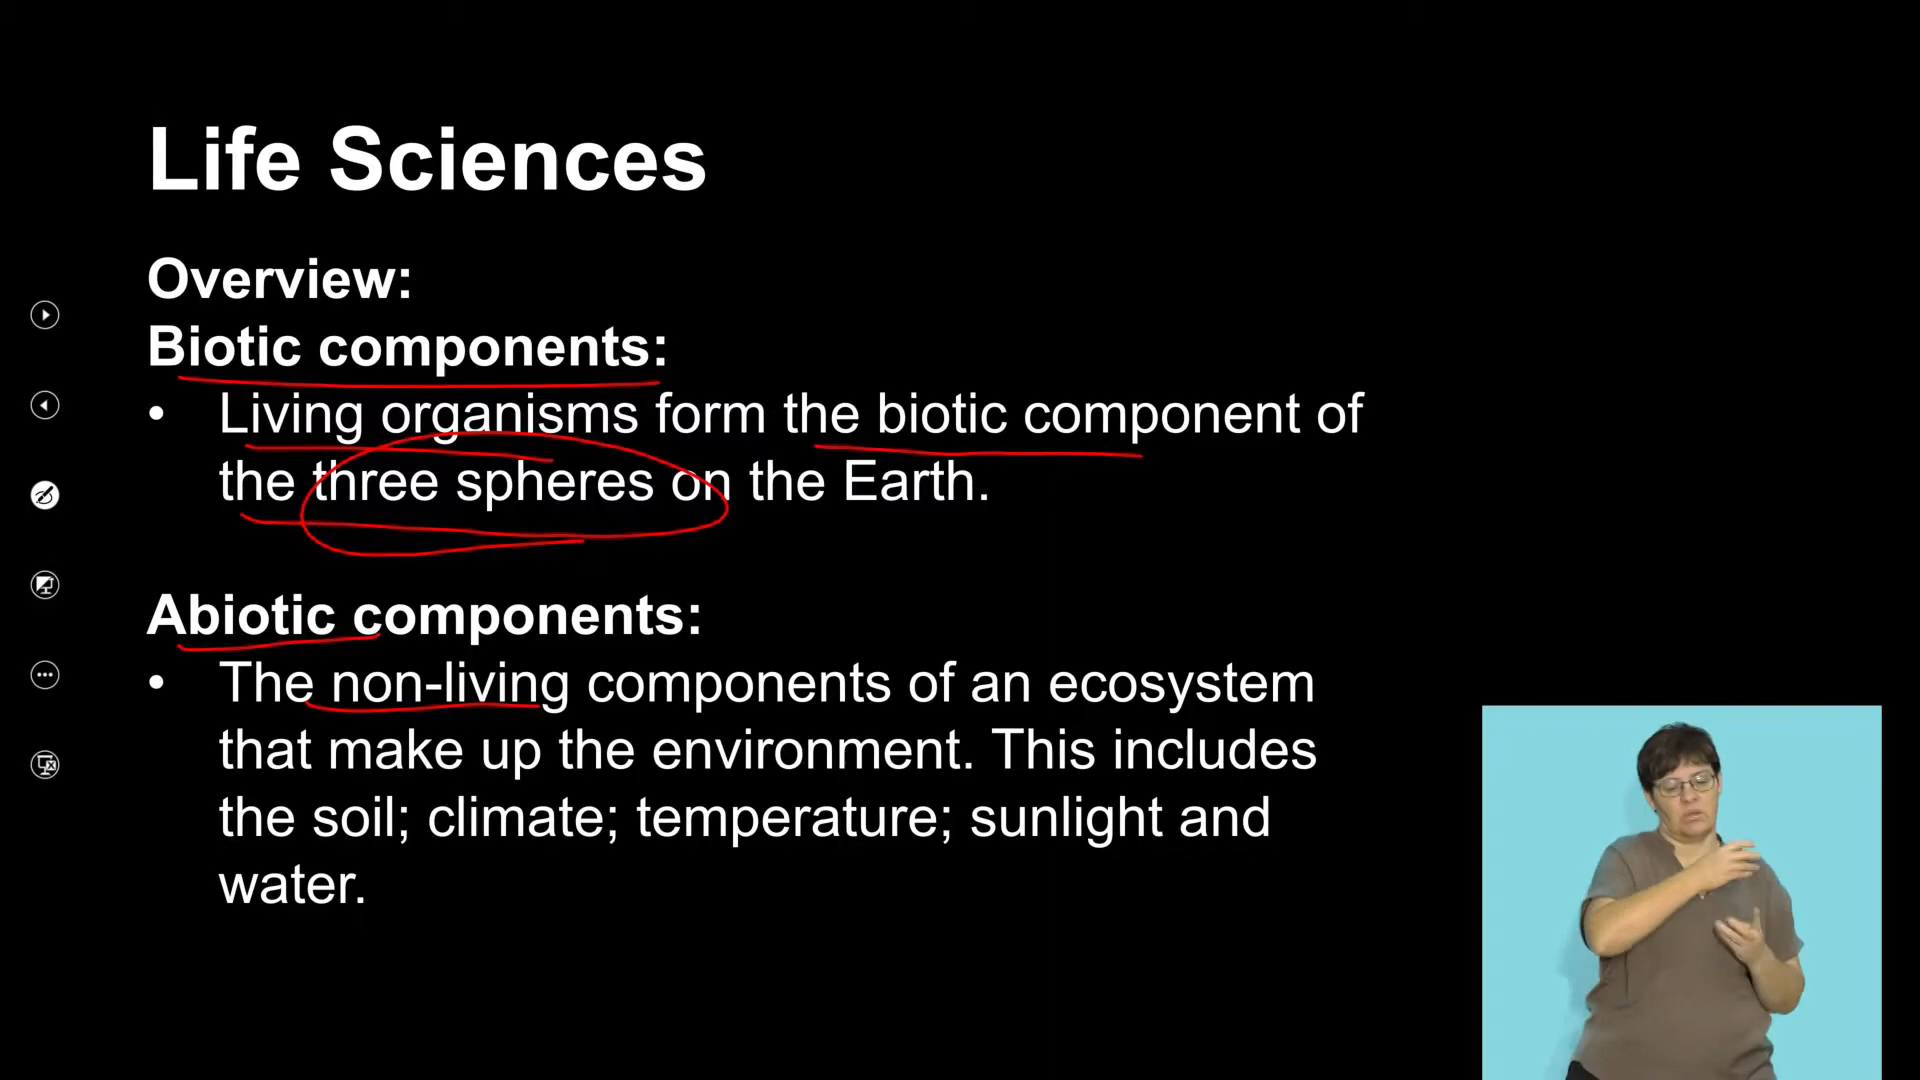 Life Sciences
Overview:
Biotic components:
• Living organisms form the biotic component of
the three spheres on the Earth.
Abiotic components:
• The non-living components of an ecosystem
that make up the environment. This includes
the soil; climate; temperature; sunlight and
water.